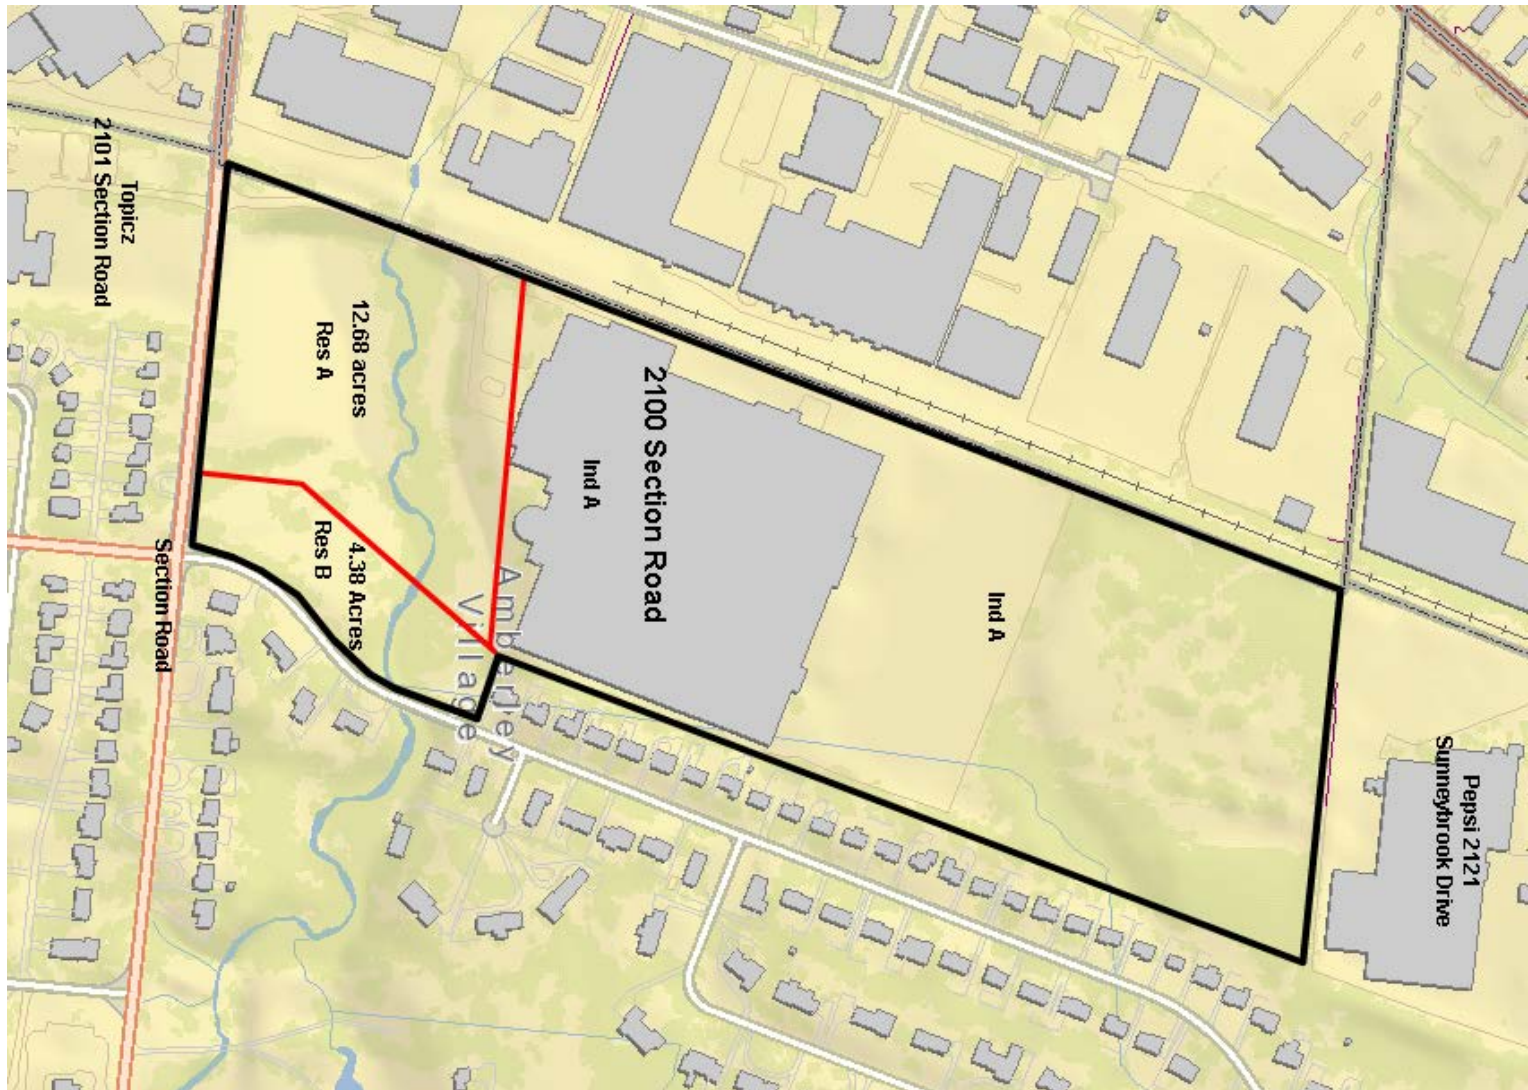 Topicz
2101 Section Road
12.68 acres
Res A
4.38 Acres
Res B
Section Road
2100 Section Road
Ind A
Ind A
Amberley
Village
Pepsi 2121
Sunneybrook Drive